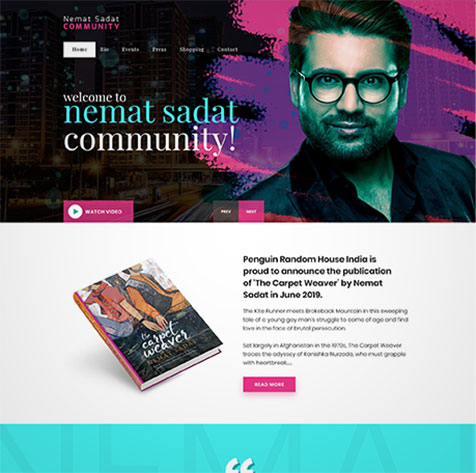 Nemat Sadat
COMMUNITY
Home Bio Events Press Shopping Contact
welcome to
nemat sadat
community!
WATCH VIDEO
PREV NEXT
Penguin Random House India is
proud to announce the publication
of 'The Carpet Weaver' by Nemat
Sadat in June 2019.
The Kite Runner meets Brokeback Mountain in this sweeping
tale of a young gay man's struggle to come of age and find
love in the face of brutal persecution.
Set largely in Afghanistan in the 1970s, The Carpet Weaver
traces the odyssey of Kanishka Nurzada, who must grapple
with heartbreak,...
READ MORE
the
carpet
weaver
NEMAT SADAT
NEMAT
“